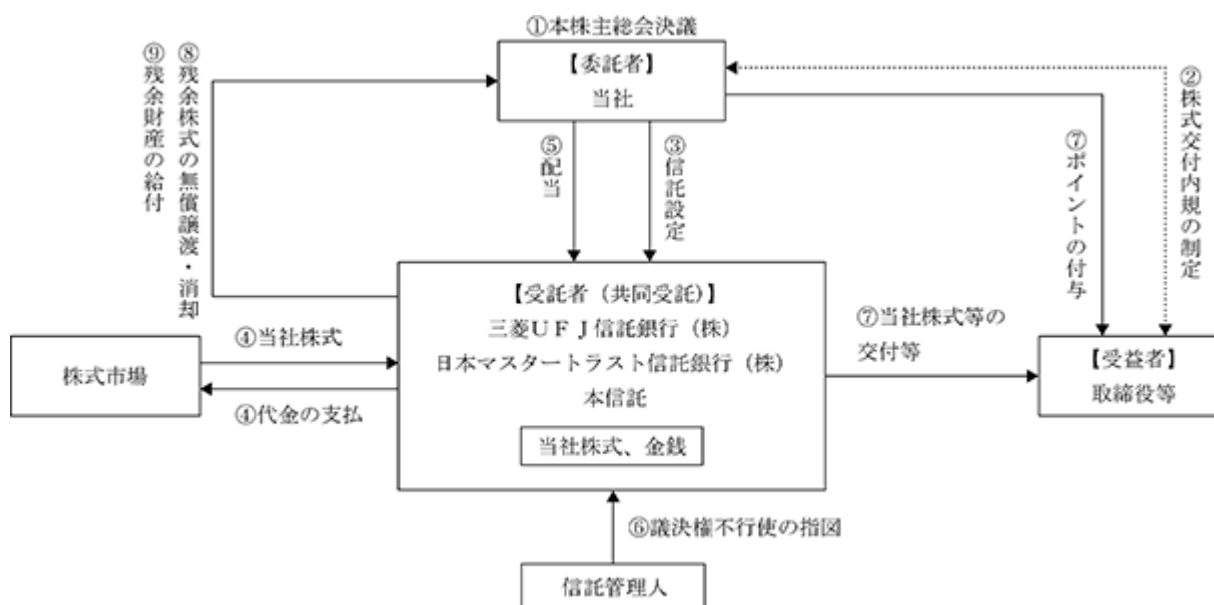 ①本株主総会決議
【委託者】
当社
⑨残余財産の給付
⑧残余株式の無償譲渡・消却
⑤配当
③信託設定
⑦ポイントの付与
②株式交付内規の制定
【受託者（共同受託）】
三菱ＵＦＪ信託銀行（株）
日本マスタートラスト信託銀行（株）
本信託
当社株式、金銭
株式市場
④当社株式
④代金の支払
⑦当社株式等の
交付等
【受益者】
取締役等
⑥議決権不行使の指図
信託管理人